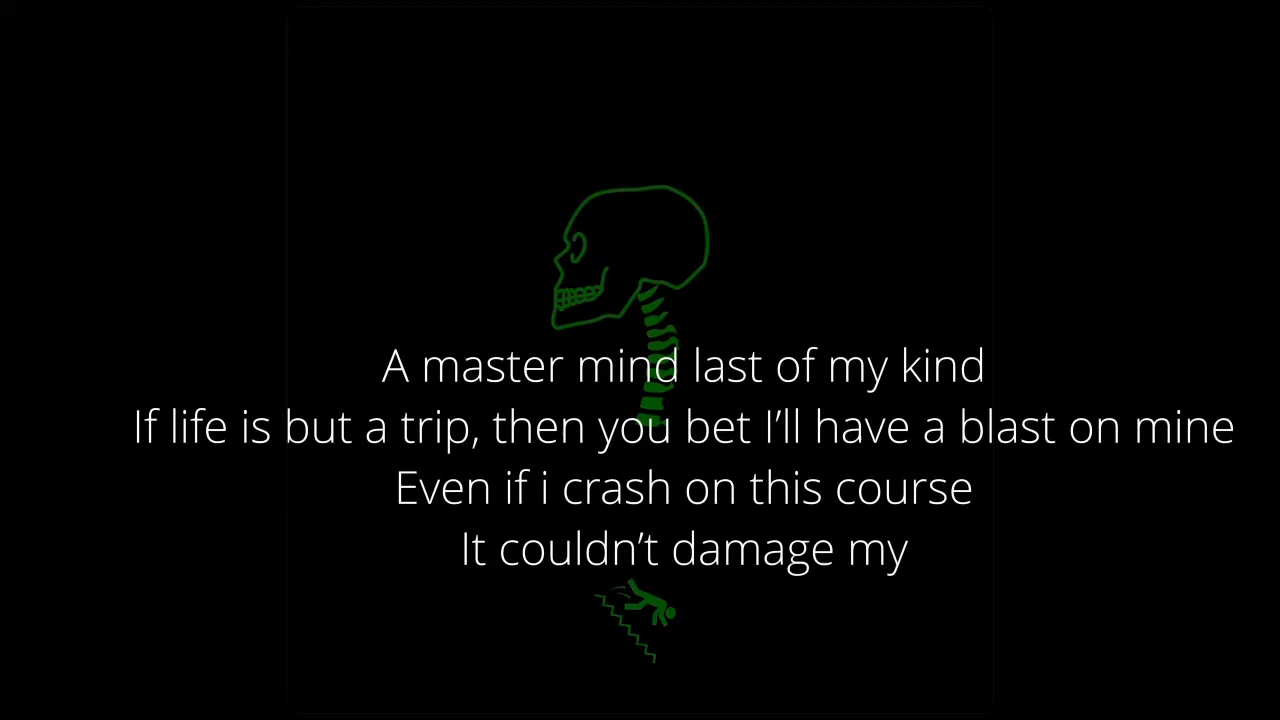 A master mind last of my kind
If life is but a trip, then you bet I’ll have a blast on mine
Even if i crash on this course
It couldn’t damage my